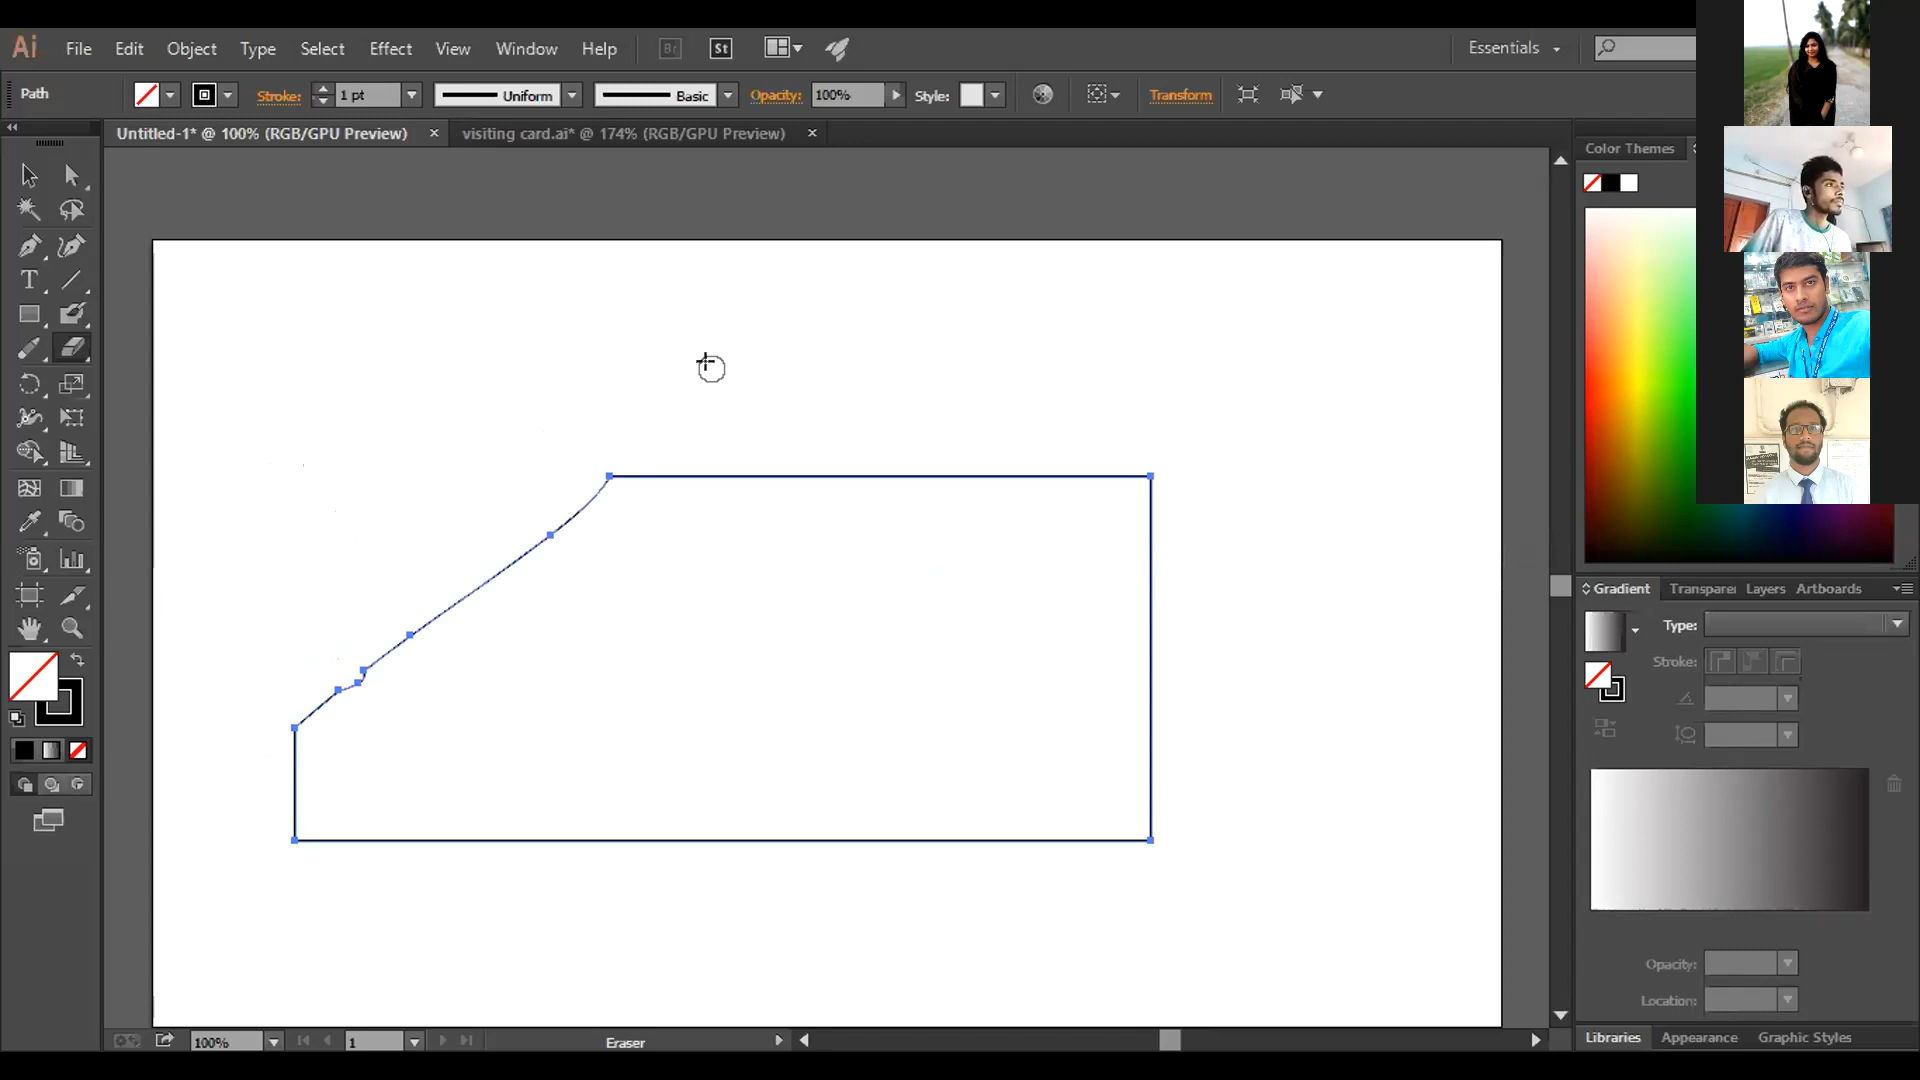 Ai File Edit Object Type Select Effect View Window Help Br St Essentials
Path Stroke: 1 pt Uniform Basic Opacity: 100% Style: Transform
Untitled-1* @ 100% (RGB/GPU Preview) × visiting card.ai* @ 174% (RGB/GPU Preview) ×
Color Themes
T
Gradient Layers Artboards
Type:
Stroke:
Opacity:
Location:
100% 1 Eraser
Libraries Appearance Graphic Styles